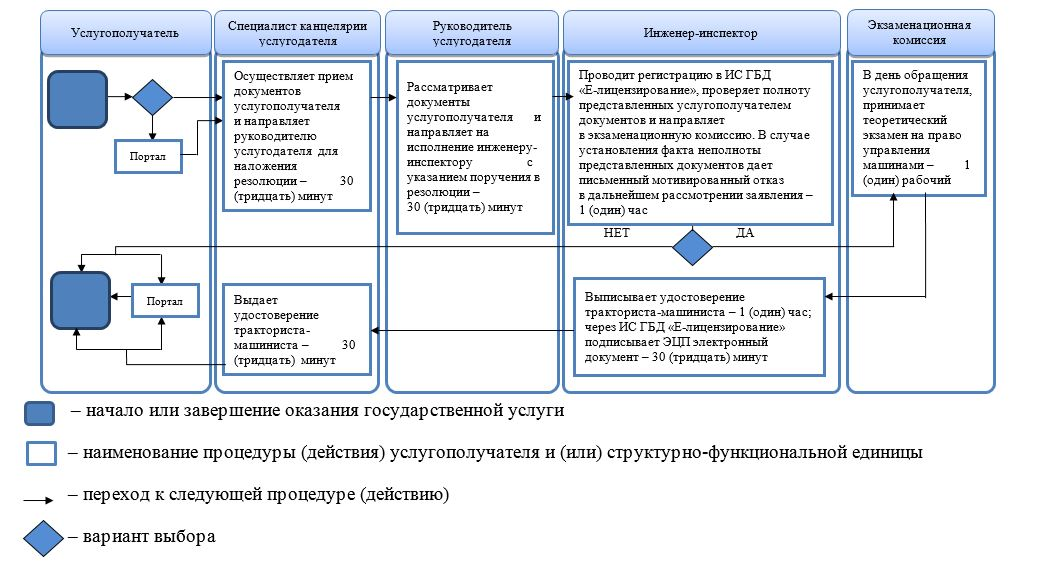 Услугополучатель
Специалист канцелярии
услугодателя
Руководитель
услугодателя
Инженер-инспектор
Экзаменационная
комиссия
Осуществляет прием
документов
услугополучателя
и направляет
руководителю
услугодателя для
наложения
резолюции – 30
(тридцать) минут
Рассматривает
документы
услугополучателя и
направляет на
исполнение инженеру-
инспектору с
указанием поручения в
резолюции –
30 (тридцать) минут
Проводит регистрацию в ИС ГБД
«Е-лицензирование», проверяет полноту
представленных услугополучателем
документов и направляет
в экзаменационную комиссию. В случае
установления факта неполноты
представленных документов дает
письменный мотивированный отказ
в дальнейшем рассмотрении заявления –
1 (один) час
В день обращения
услугополучателя,
принимает
теоретический
экзамен на право
управления
машинами – 1
(один) рабочий
Портал
НЕТ
ДА
Портал
Выдает
удостоверение
тракториста-
машиниста – 30
(тридцать) минут
Выписывает удостоверение
тракториста-машиниста – 1 (один) час;
через ИС ГБД «Е-лицензирование»
подписывает ЭЦП электронный
документ – 30 (тридцать) минут
– начало или завершение оказания государственной услуги
– наименование процедуры (действия) услугополучателя и (или) структурно-функциональной единицы
– переход к следующей процедуре (действию)
– вариант выбора